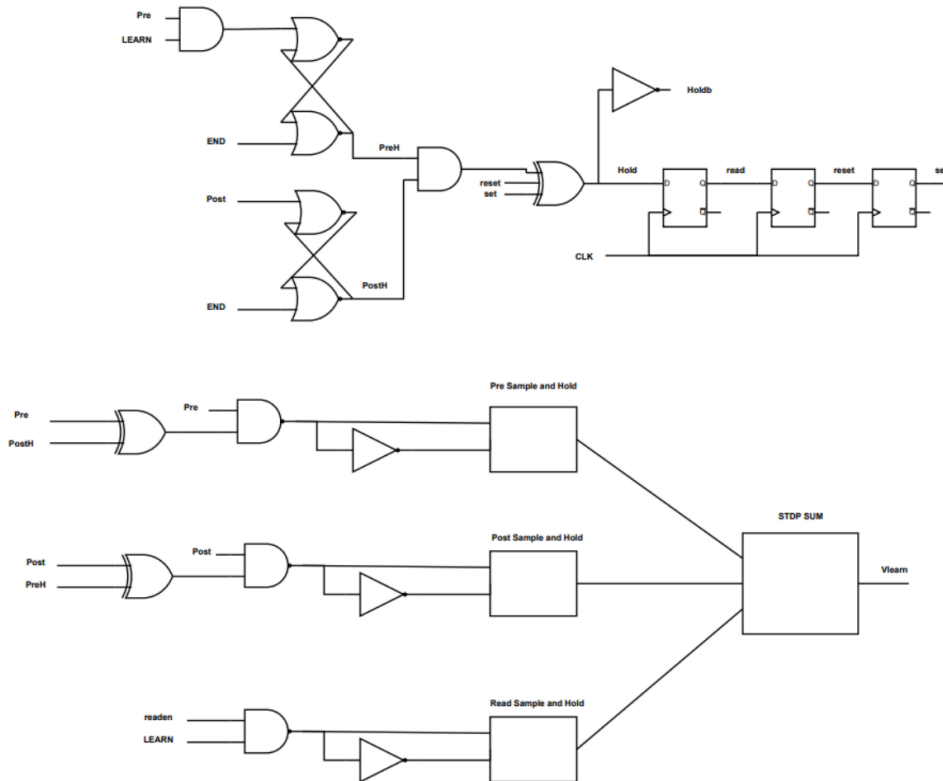 Pre
LEARN
END
Post
END
PreH
PostH
reset
set
Holdb
Hold
D
Q
Q
read
D
Q
Q
reset
D
Q
Q
CLK
Pre Sample and Hold
Pre
PostH
Pre
STDP SUM
Post Sample and Hold
Post
PreH
Post
Vlearn
Read Sample and Hold
readen
LEARN